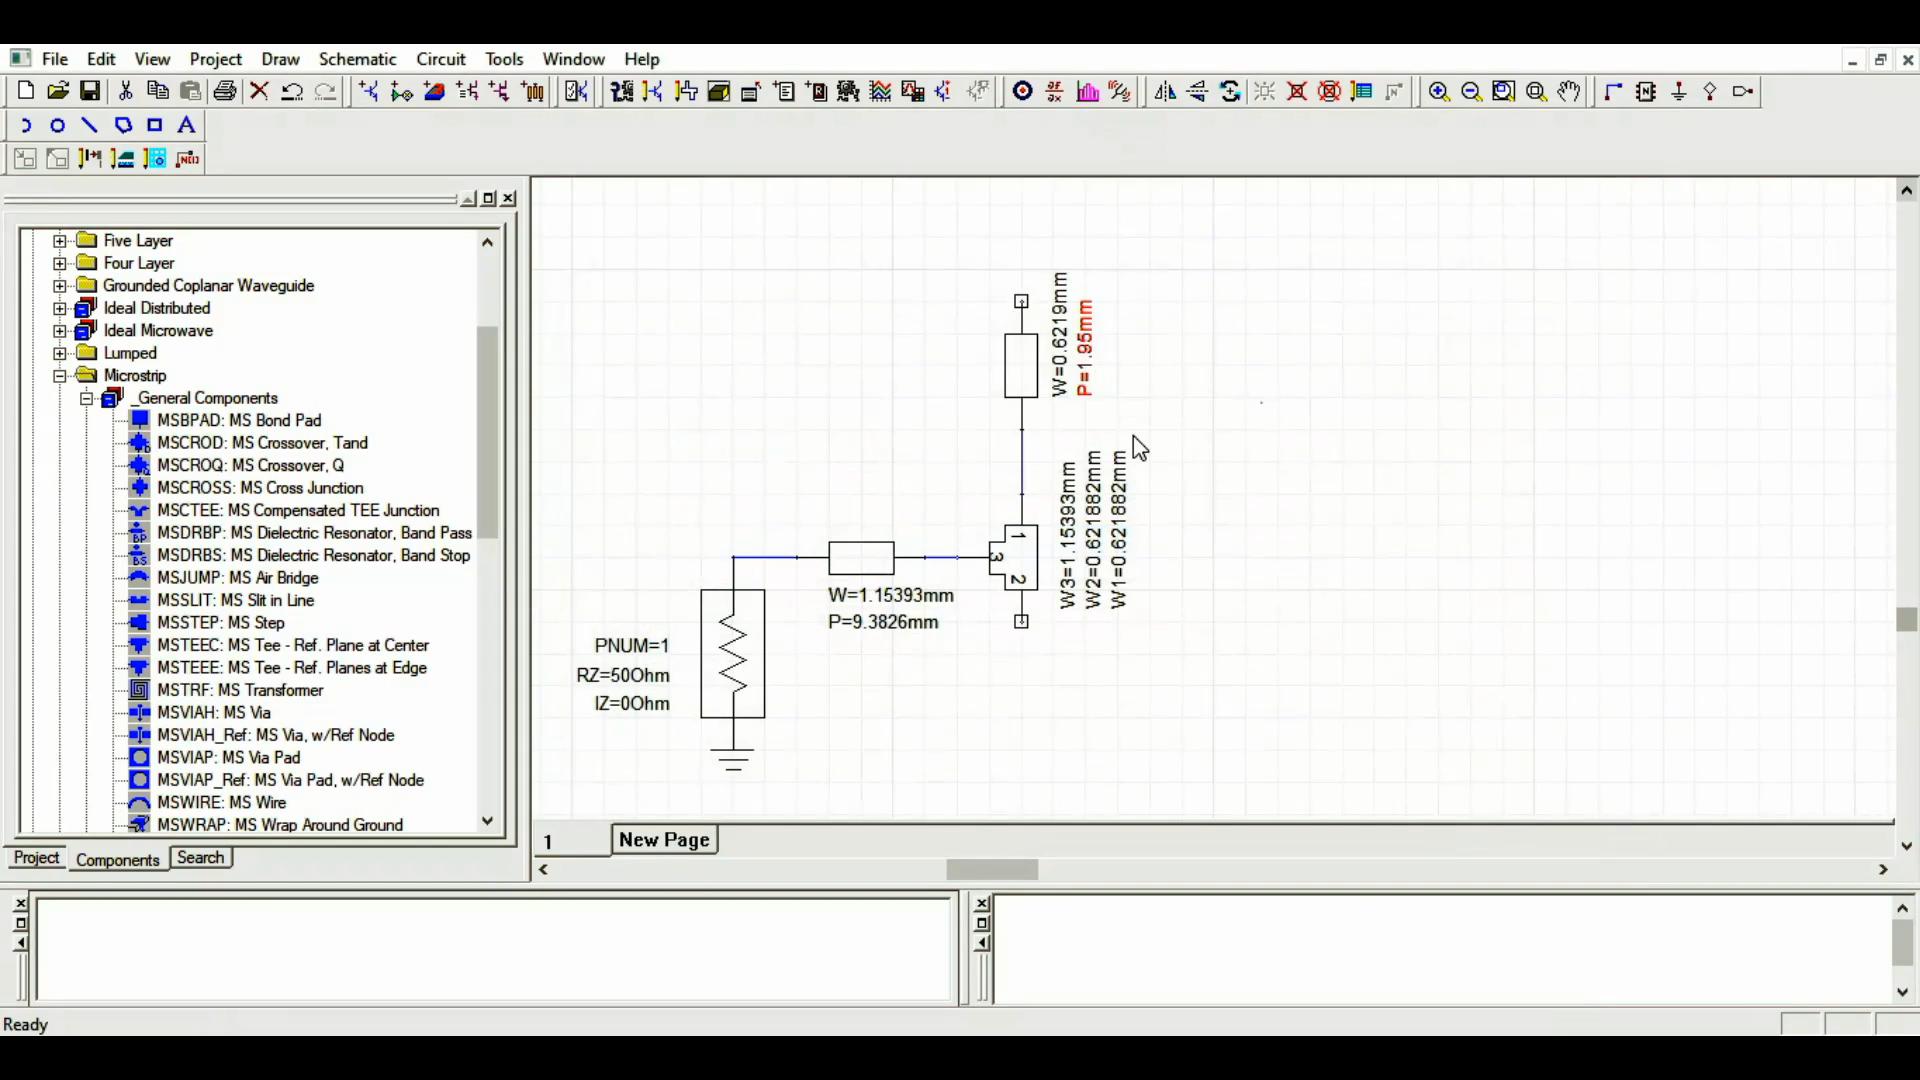 File Edit View Project Draw Schematic Circuit Tools Window Help
Five Layer
Four Layer
Grounded Coplanar Waveguide
Ideal Distributed
Ideal Microwave
Lumped
Microstrip
_General Components
MSBPAD: MS Bond Pad
MSCROD: MS Crossover, Tand
MSCROQ: MS Crossover, Q
MSCROSS: MS Cross Junction
MSCTEE: MS Compensated TEE Junction
MSDRBP: MS Dielectric Resonator, Band Pass
MSDRBS: MS Dielectric Resonator, Band Stop
MSJUMP: MS Air Bridge
MSSLIT: MS Slit in Line
MSSTEP: MS Step
MSTEEC: MS Tee - Ref. Plane at Center
MSTEEE: MS Tee - Ref. Planes at Edge
MSTRF: MS Transformer
MSVIAH: MS Via
MSVIAH_Ref: MS Via, w/Ref Node
MSVIAP: MS Via Pad
MSVIAP_Ref: MS Via Pad, w/Ref Node
MSWIRE: MS Wire
MSWRAP: MS Wrap Around Ground
Project Components Search
W=0.6219mm
P=1.95mm
W3=1.15393mm
W2=0.621882mm
W1=0.621882mm
1
3
2
W=1.15393mm
P=9.3826mm
PNUM=1
RZ=50Ohm
IZ=0Ohm
1 New Page
Ready